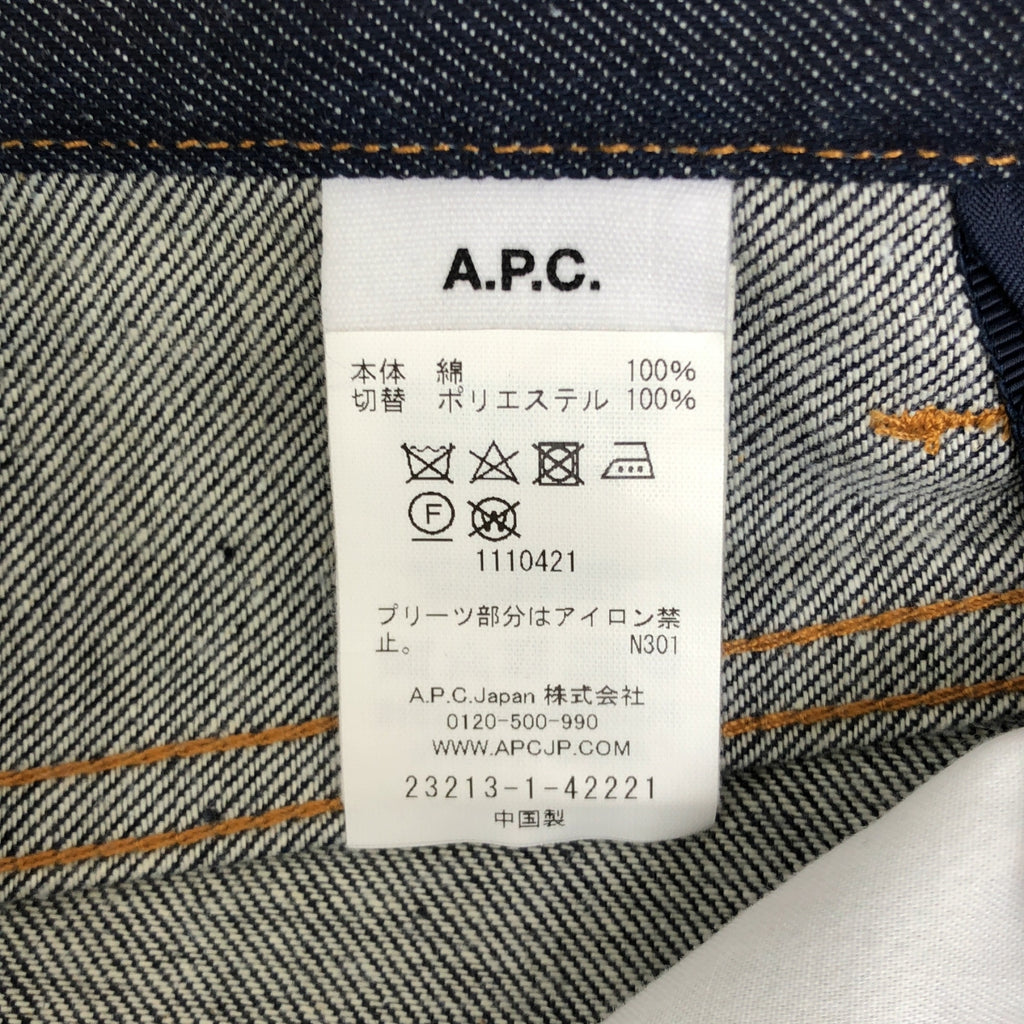 A.P.C.
本体 綿 100%
切替 ポリエステル 100%
F W
1110421
プリーツ部分はアイロン禁
止。 N301
A.P.C.Japan 株式会社
0120-500-990
WWW.APCJP.COM
23213-1-42221
中国製